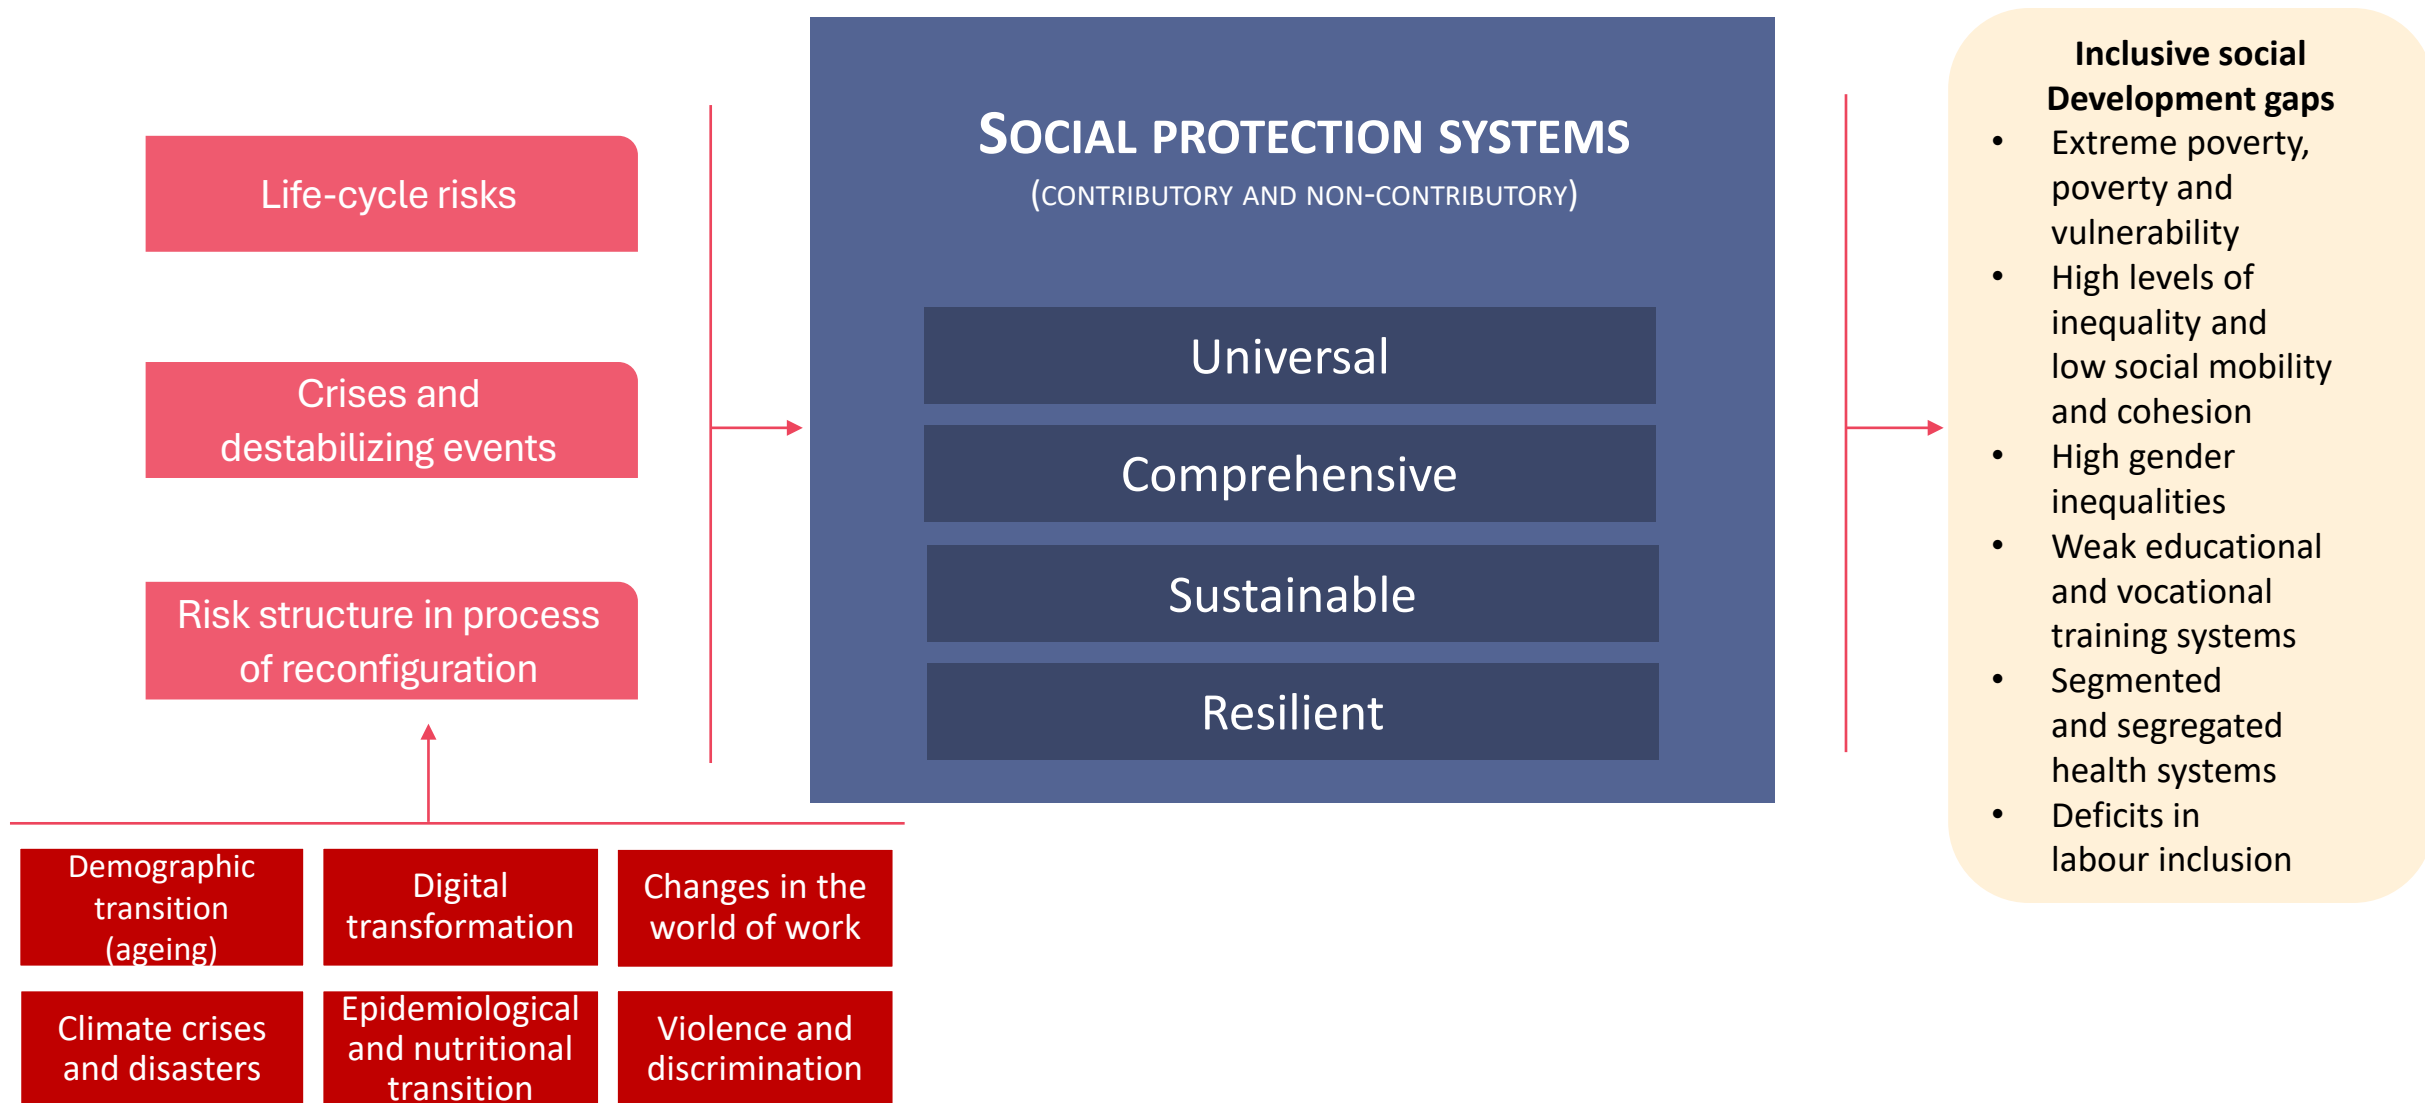 Life-cycle risks
Crises and
destabilizing events
Risk structure in process
of reconfiguration
Demographic
transition
(ageing)
Digital
transformation
Changes in the
world of work
Climate crises
and disasters
Epidemiological
and nutritional
transition
Violence and
discrimination
SOCIAL PROTECTION SYSTEMS
(CONTRIBUTORY AND NON-CONTRIBUTORY)
Universal
Comprehensive
Sustainable
Resilient
Inclusive social
Development gaps
• Extreme poverty,
poverty and
vulnerability
• High levels of
inequality and
low social mobility
and cohesion
• High gender
inequalities
• Weak educational
and vocational
training systems
• Segmented
and segregated
health systems
• Deficits in
labour inclusion